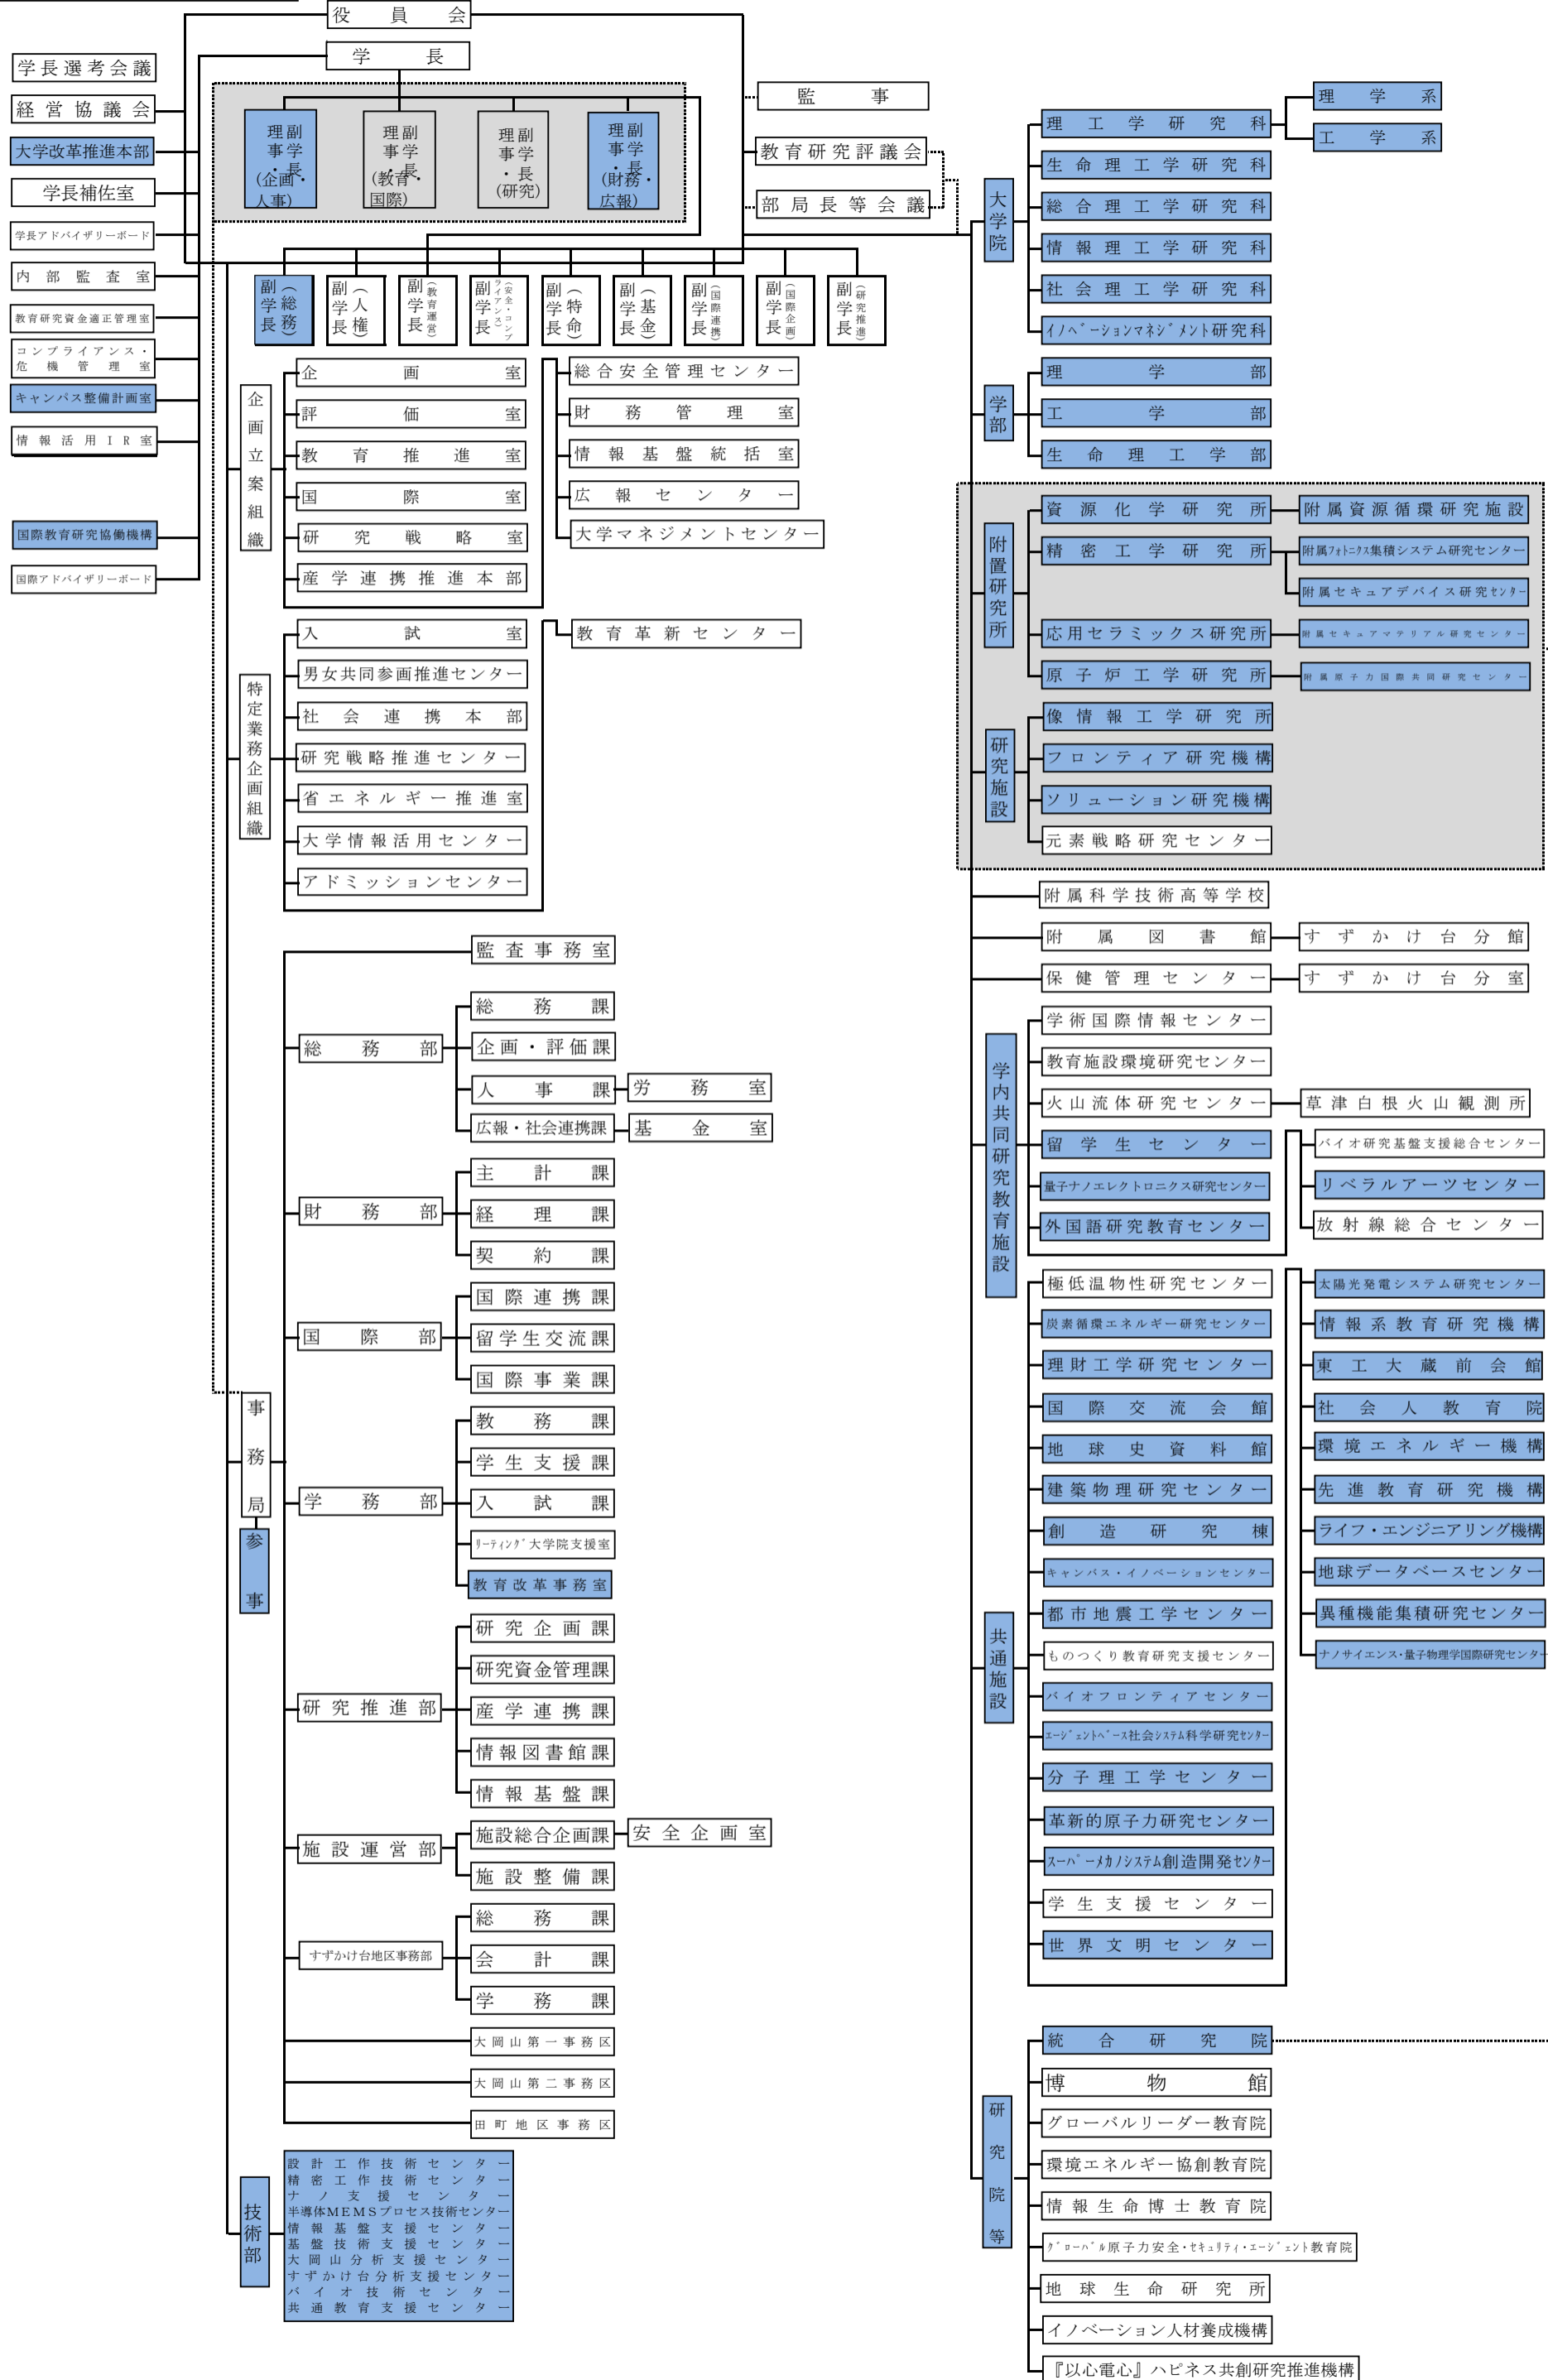 役員会
学長
学長選考会議
経営協議会
大学改革推進本部
学長補佐室
学長アドバイザリーボード
内部監査室
教育研究資金適正管理室
コンプライアンス・
危機管理室
キャンパス整備計画室
情報活用IR室
国際教育研究協働機構
国際アドバイザリーボード
理事・副学長
(企画・人事)
理事・副学長
(教育・国際)
理事・副学長
(研究)
理事・副学長
(財務・広報)
監事
教育研究評議会
部局長等会議
副学長(総務)
副学長(人権)
副学長(教育運営)
副学長(安全・コンプライアンス)
副学長(特命)
副学長(基金)
副学長(国際連携)
副学長(国際企画)
副学長(研究推進)
企画立案組織
企画室
評価室
教育推進室
国際室
研究戦略室
産学連携推進本部
総合安全管理センター
財務管理室
情報基盤統括室
広報センター
大学マネジメントセンター
特定業務企画組織
入試室
男女共同参画推進センター
社会連携本部
研究戦略推進センター
省エネルギー推進室
大学情報活用センター
アドミッションセンター
教育革新センター
事務局
参事
監査事務室
総務部
総務課
企画・評価課
人事課
労務室
広報・社会連携課
基金室
財務部
主計課
経理課
契約課
国際部
国際連携課
留学生交流課
国際事業課
学務部
教務課
学生支援課
入試課
リーディング大学院支援室
教育改革事務室
研究推進部
研究企画課
研究資金管理課
産学連携課
情報図書館課
情報基盤課
施設運営部
施設総合企画課
安全企画室
施設整備課
すずかけ台地区事務部
総務課
会計課
学務課
大岡山第一事務区
大岡山第二事務区
田町地区事務区
技術部
設計工作技術センター
精密工作技術センター
ナノ支援センター
半導体MEMSプロセス技術センター
情報基盤支援センター
基盤技術支援センター
大岡山分析支援センター
すずかけ台分析支援センター
バイオ技術センター
共通教育支援センター
大学院
理工学研究科
理学系
工学系
生命理工学研究科
総合理工学研究科
情報理工学研究科
社会理工学研究科
イノベーションマネジメント研究科
学部
理学部
工学部
生命理工学部
附置研究所
資源化学研究所
附属資源循環研究施設
精密工学研究所
附属フォトニクス集積システム研究センター
附属セキュアデバイス研究センター
応用セラミックス研究所
附属セキュアマテリアル研究センター
原子炉工学研究所
附属原子力国際共同研究センター
研究施設
像情報工学研究所
フロンティア研究機構
ソリューション研究機構
元素戦略研究センター
附属科学技術高等学校
附属図書館
すずかけ台分館
保健管理センター
すずかけ台分室
学内共同研究教育施設
学術国際情報センター
教育施設環境研究センター
火山流体研究センター
草津白根火山観測所
留学生センター
量子ナノエレクトロニクス研究センター
外国語研究教育センター
バイオ研究基盤支援総合センター
リベラルアーツセンター
放射線総合センター
共通施設
極低温物性研究センター
炭素循環エネルギー研究センター
理財工学研究センター
国際交流会館
地球史資料館
建築物理研究センター
創造研究棟
キャンパス・イノベーションセンター
都市地震工学センター
ものつくり教育研究支援センター
バイオフロンティアセンター
エージェントベース社会システム科学研究センター
分子理工学センター
革新的原子力研究センター
スーパーメカノシステム創造開発センター
学生支援センター
世界文明センター
太陽光発電システム研究センター
情報系教育研究機構
東工大蔵前会館
社会人教育院
環境エネルギー機構
先進教育研究機構
ライフ・エンジニアリング機構
地球データベースセンター
異種機能集積研究センター
ナノサイエンス・量子物理学国際研究センター
研究院等
統合研究院
博物館
グローバルリーダー教育院
環境エネルギー協創教育院
情報生命博士教育院
グローバル原子力安全・セキュリティ・エージェント教育院
地球生命研究所
イノベーション人材養成機構
『以心電心』ハピネス共創研究推進機構